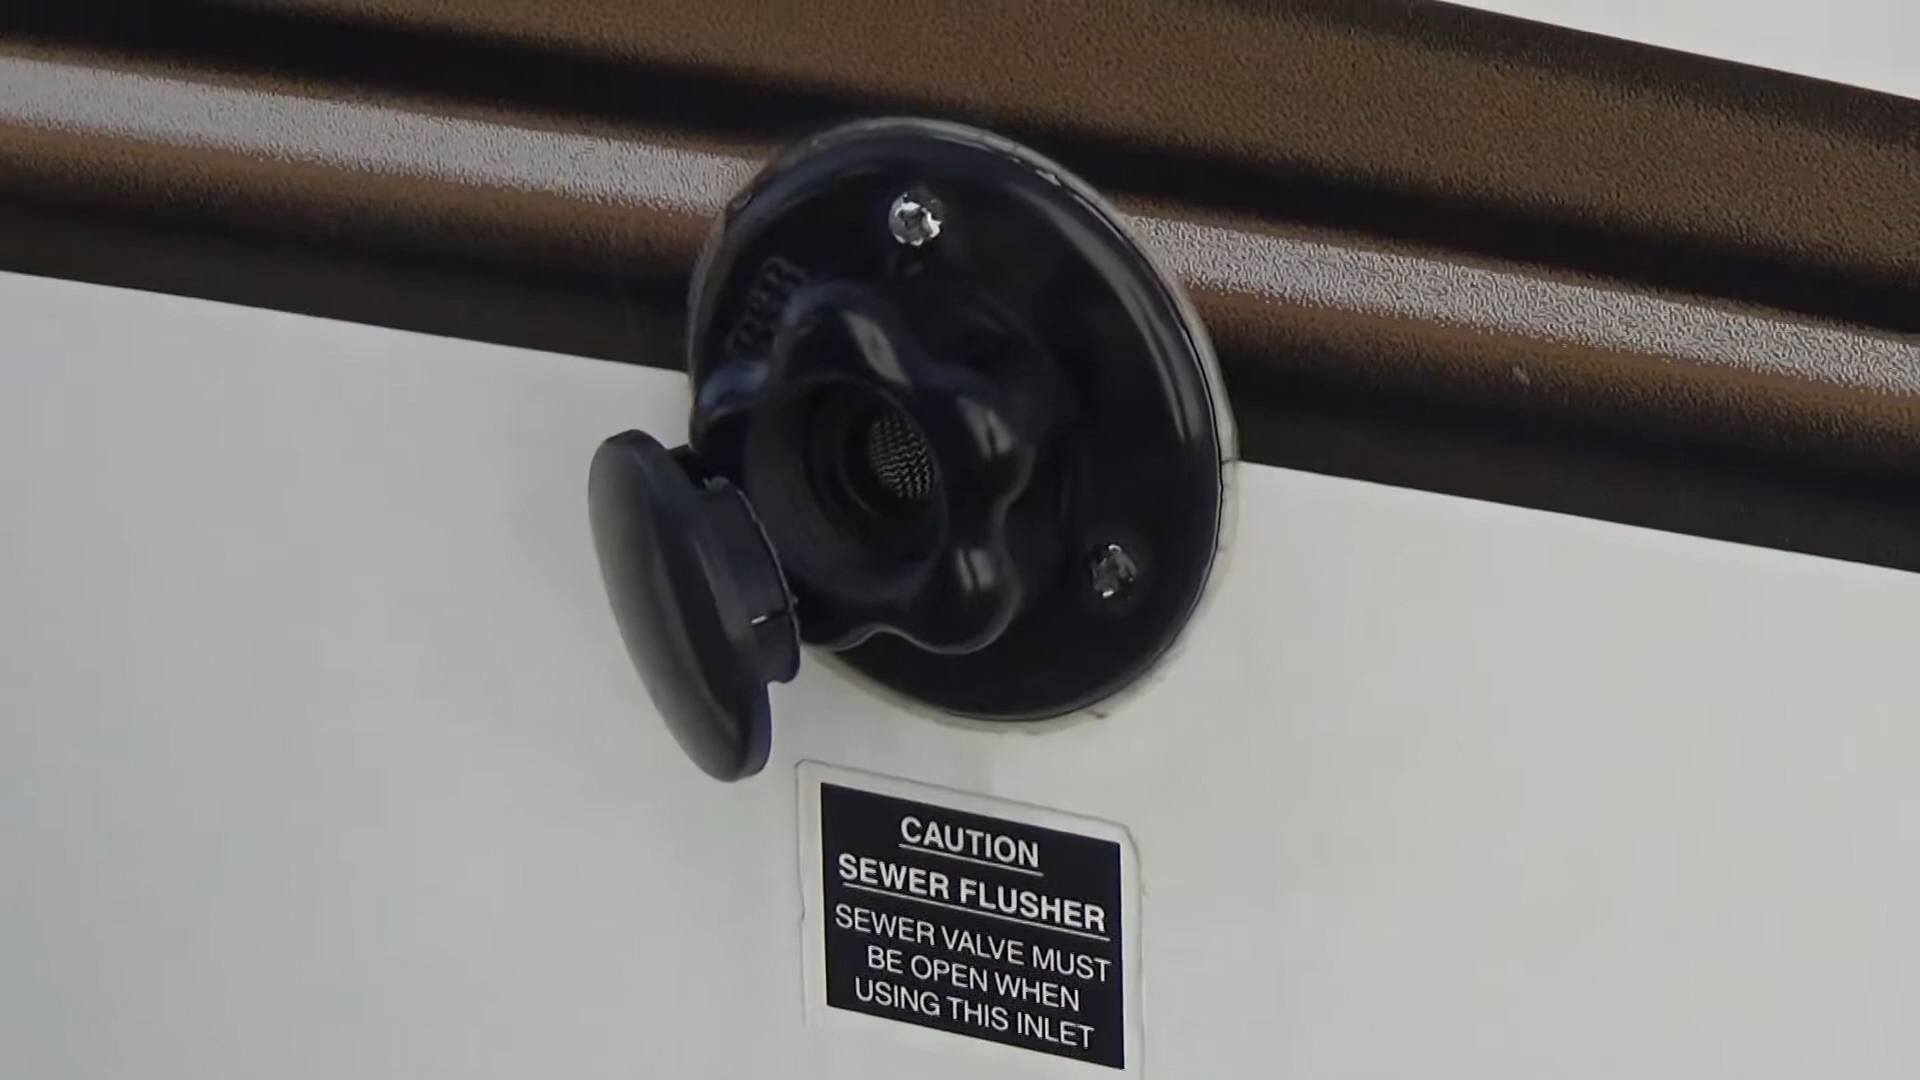 CAUTION
SEWER FLUSHER
SEWER VALVE MUST
BE OPEN WHEN
USING THIS INLET